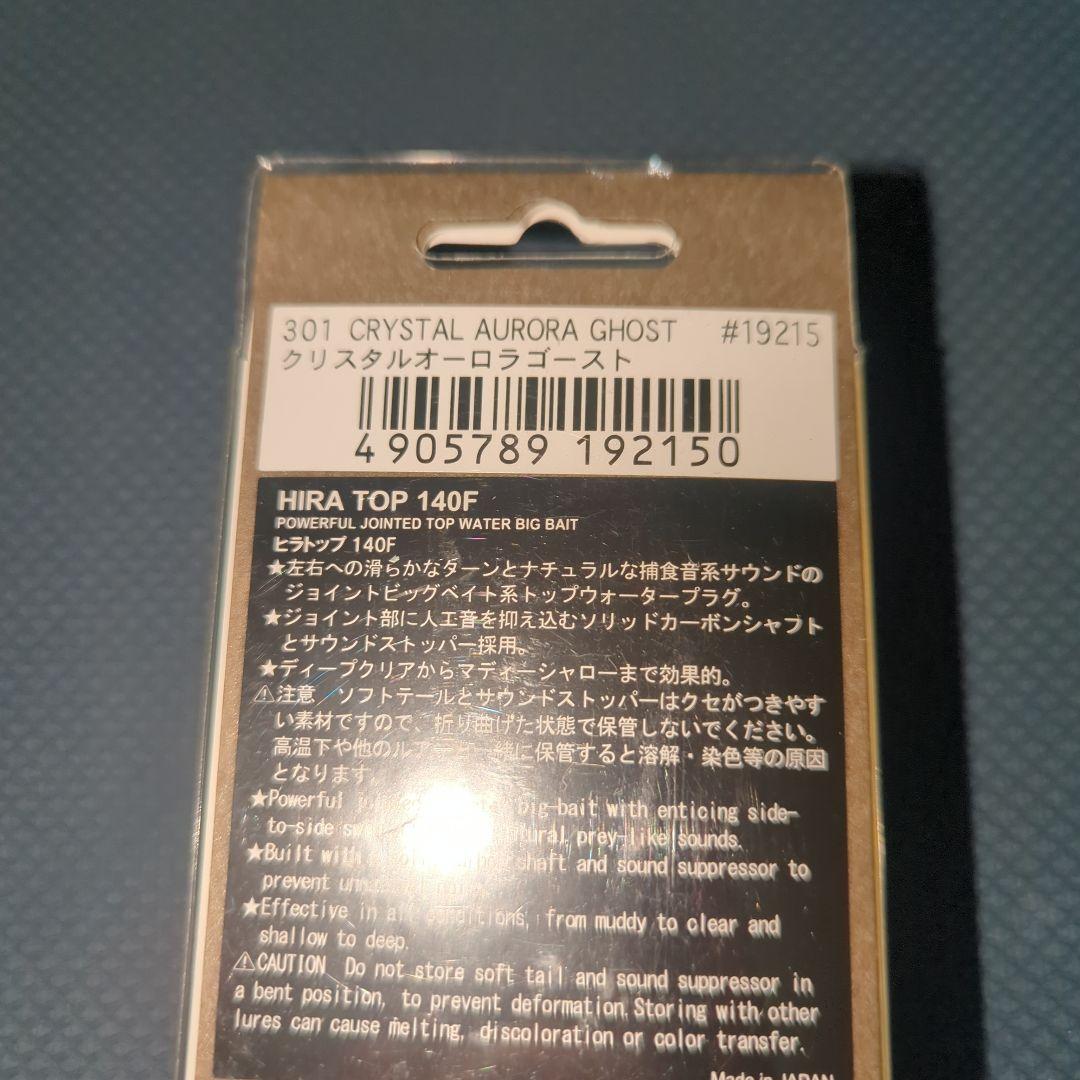 301 CRYSTAL AURORA GHOST #19215
クリスタルオーロラゴースト
4 905789 192150
HIRA TOP 140F
POWERFUL JOINTED TOP WATER BIG BAIT
ヒラトップ 140F
★左右への滑らかなターンとナチュラルな捕食音系サウンドの
ジョイントビッグベイト系トップウォータープラグ。
★ジョイント部に人工音を抑え込むソリッドカーボンシャフト
とサウンドストッパー採用。
★ディープクリアからマディーシャローまで効果的。
⚠注意 ソフトテールとサウンドストッパーはクセがつきやす
い素材ですので、折り曲げた状態で保管しないでください。
高温下や他のルアーと一緒に保管すると溶解・染色等の原因
となります。
★Powerful big-bait with enticing side-
to-side prey-like sounds.
★Built with shaft and sound suppressor to
prevent
★Effective in all conditions, from muddy to clear and
shallow to deep.
⚠CAUTION Do not store soft tail and sound suppressor in
a bent position, to prevent deformation.Storing with other
lures can cause melting, discoloration or color transfer.
Made in JAPAN